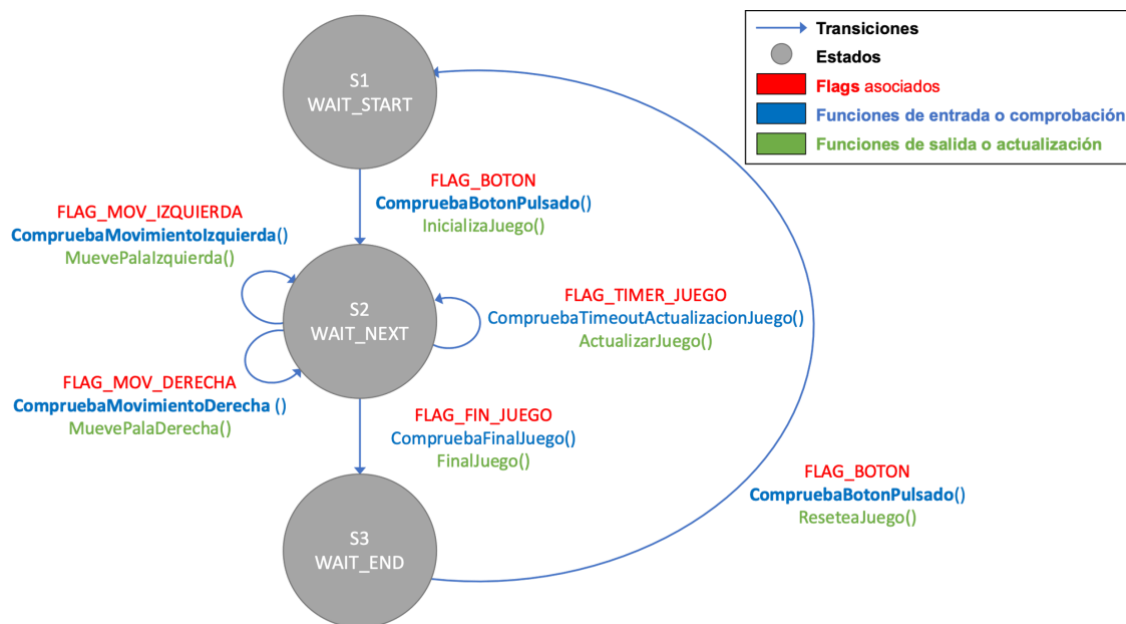 Transiciones
Estados
Flags asociados
Funciones de entrada o comprobación
Funciones de salida o actualización
S1
WAIT_START
FLAG_BOTON
CompruebaBotonPulsado()
InicializaJuego()
FLAG_MOV_IZQUIERDA
CompruebaMovimientoIzquierda()
MuevePalaIzquierda()
S2
WAIT_NEXT
FLAG_TIMER_JUEGO
CompruebaTimeoutActualizacionJuego()
ActualizarJuego()
FLAG_MOV_DERECHA
CompruebaMovimientoDerecha ()
MuevePalaDerecha()
FLAG_FIN_JUEGO
CompruebaFinalJuego()
FinalJuego()
FLAG_BOTON
CompruebaBotonPulsado()
ReseteaJuego()
S3
WAIT_END